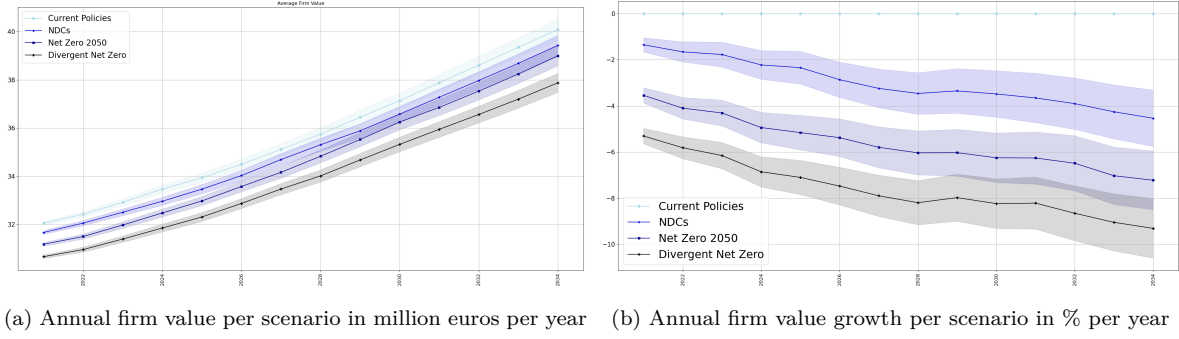 Average Firm Value
Current Policies
NDCs
Net Zero 2050
Divergent Net Zero
40
38
36
34
32
2022
2024
2026
2028
2030
2032
2034
0
−2
−4
−6
−8
−10
Current Policies
NDCs
Net Zero 2050
Divergent Net Zero
2022
2024
2026
2028
2030
2032
2034
(a) Annual firm value per scenario in million euros per year
(b) Annual firm value growth per scenario in % per year